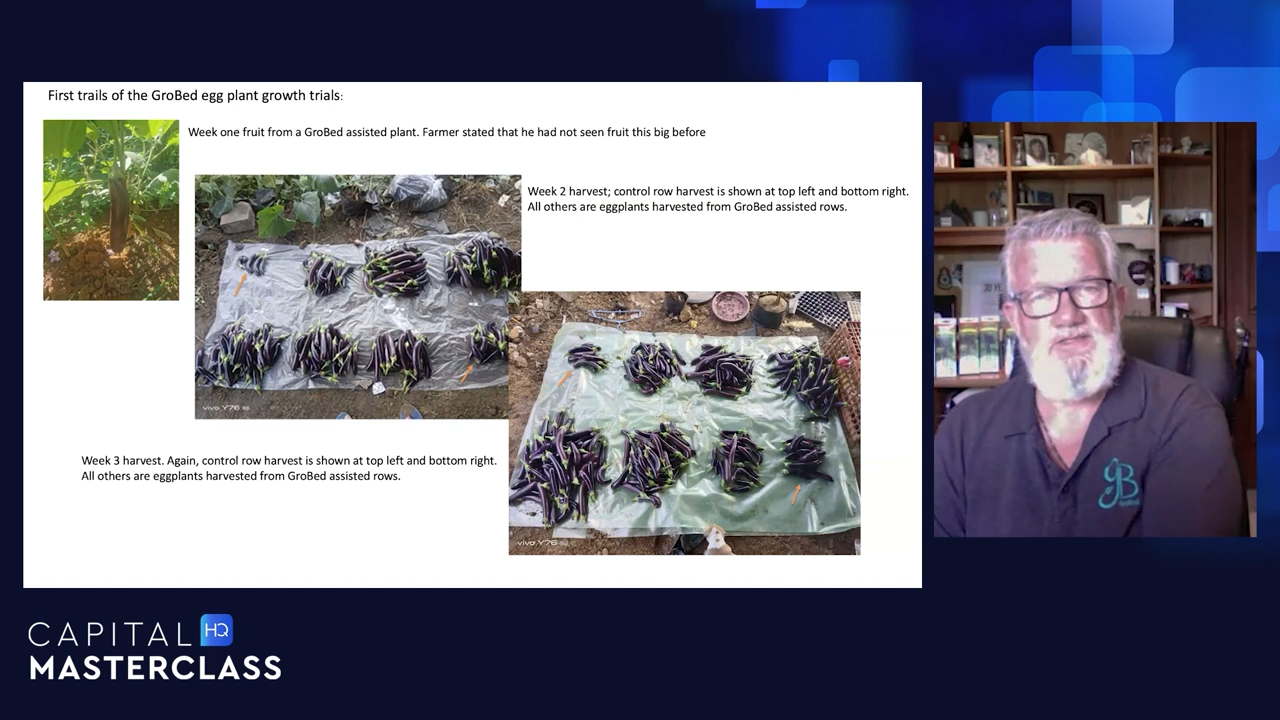 First trails of the GroBed egg plant growth trials:
Week one fruit from a GroBed assisted plant. Farmer stated that he had not seen fruit this big before
Week 2 harvest; control row harvest is shown at top left and bottom right.
All others are eggplants harvested from GroBed assisted rows.
vivo Y76
Week 3 harvest. Again, control row harvest is shown at top left and bottom right.
All others are eggplants harvested from GroBed assisted rows.
vivo Y76
CAPITAL HQ
MASTERCLASS